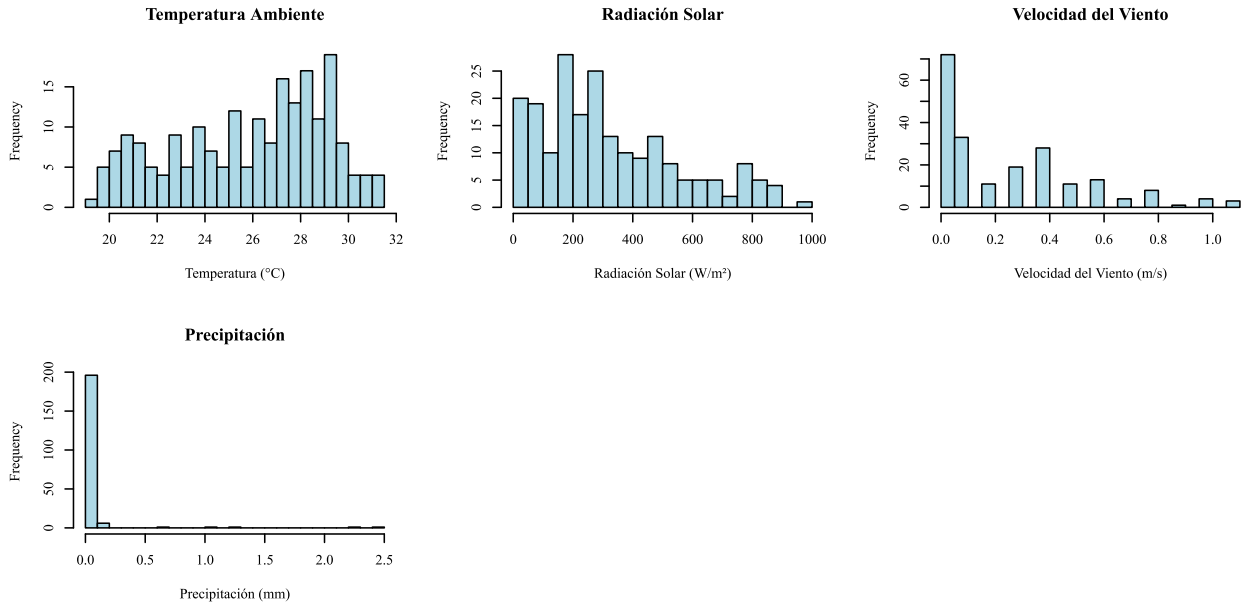 Temperatura Ambiente
Frequency
0 5 10 15
20 22 24 26 28 30 32
Temperatura (°C)
Radiación Solar
Frequency
0 5 10 15 20 25
0 200 400 600 800 1000
Radiación Solar (W/m²)
Velocidad del Viento
Frequency
0 20 40 60
0.0 0.2 0.4 0.6 0.8 1.0
Velocidad del Viento (m/s)
Precipitación
Frequency
0 50 100 150 200
0.0 0.5 1.0 1.5 2.0 2.5
Precipitación (mm)